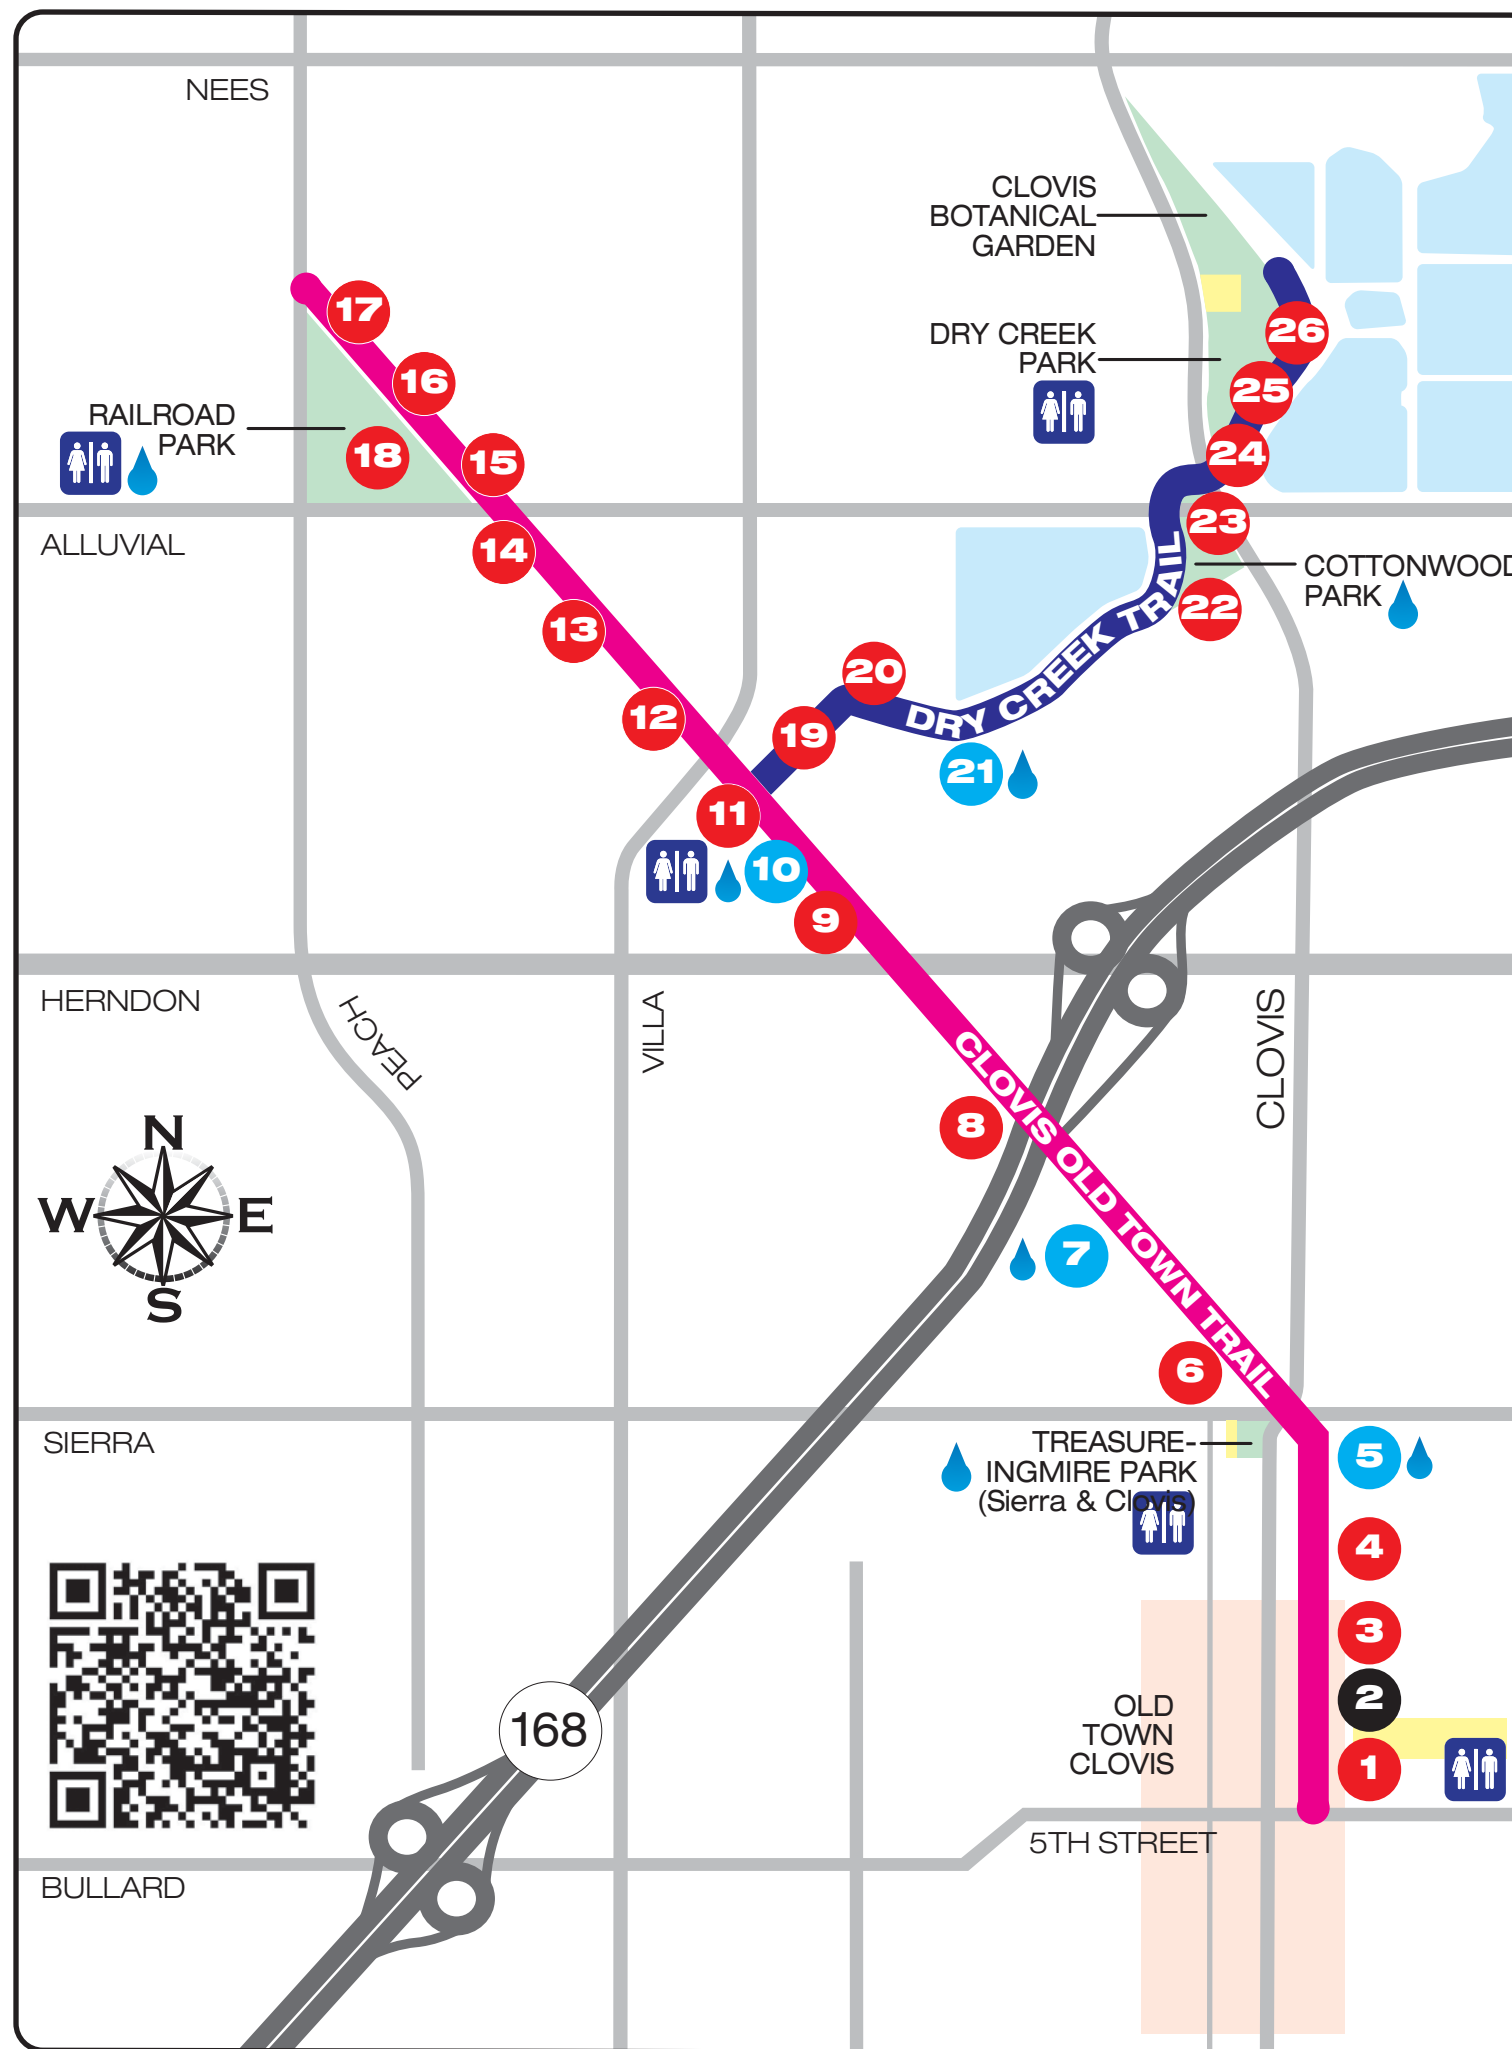 NEES
CLOVIS
BOTANICAL
GARDEN
17
26
DRY CREEK
PARK
16
25
RAILROAD
PARK
18
15
24
ALLUVIAL
14
23
COTTONWOOD
PARK
22
13
DRY CREEK TRAIL
20
12
19
21
11
10
9
HERNDON
PEACH
VILLA
CLOVIS
CLOVIS OLD TOWN TRAIL
8
N
W
E
S
7
6
SIERRA
TREASURE-
INGMIRE PARK
(Sierra & Clovis)
5
4
3
2
OLD
TOWN
CLOVIS
168
1
5TH STREET
BULLARD